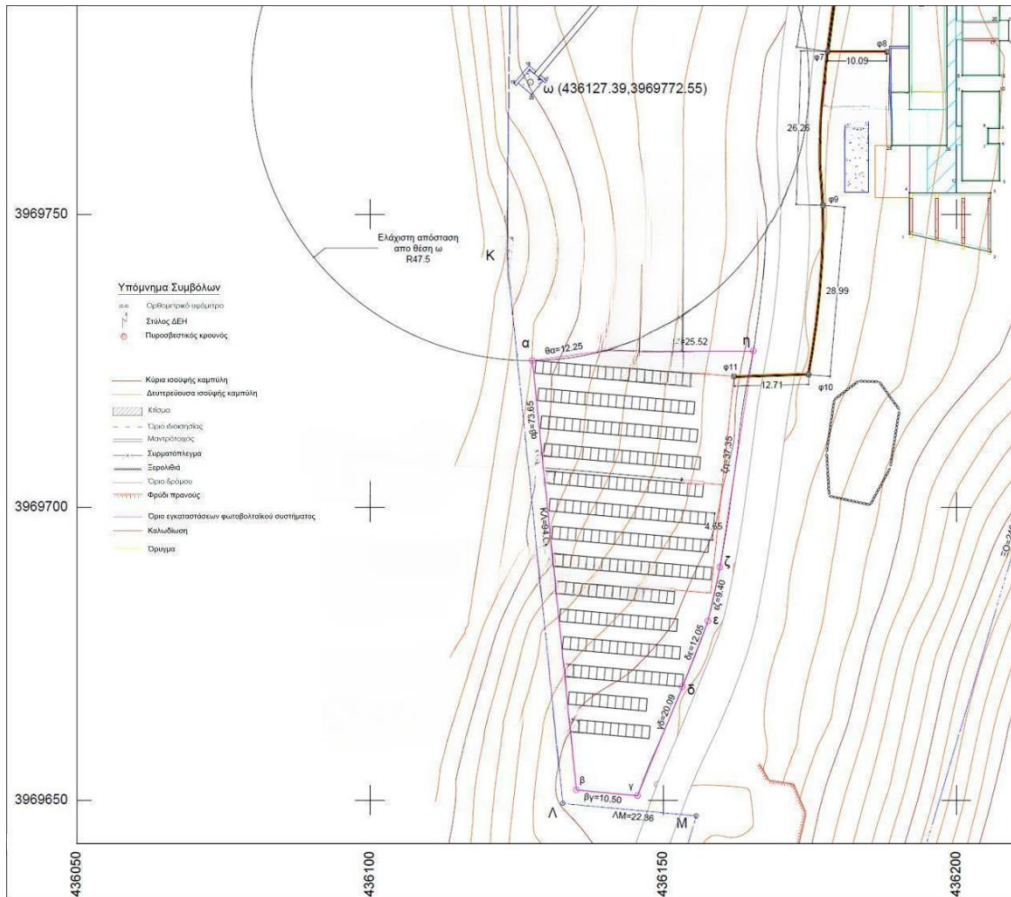 φ7
φ8
10.09
ω (436127.39,3969772.55)
26.26
φ9
3969750
Ελάχιστη απόσταση
απο θέση ω
R47.5
K
28.99
Υπόμνημα Συμβόλων
Ορθομετρικό υψόμετρο
Στύλος ΔΕΗ
Πυροσβεστικός κρουνός
α
θα=12.25
=25.52
η
φ11
12.71
φ10
Κύρια ισοϋψής καμπύλη
Δευτερεύουσα ισοϋψής καμπύλη
Κτίσμα
Όριο ιδιοκτησίας
Μαντρότοιχος
Συρματόπλεγμα
Ξερολιθιά
Όριο δρόμου
Φρύδι πρανούς
Όριο εγκαταστάσεων φωτοβολταϊκού συστήματος
Καλωδίωση
Όρυγμα
αβ=73.65
ζη=37.35
3969700
4.65
ζ
εζ=9.40
ε
δε=12.05
δ
γδ=20.09
β
γ
βγ=10.50
3969650
Λ
ΛΜ=22.86
Μ
436050
436100
436150
436200